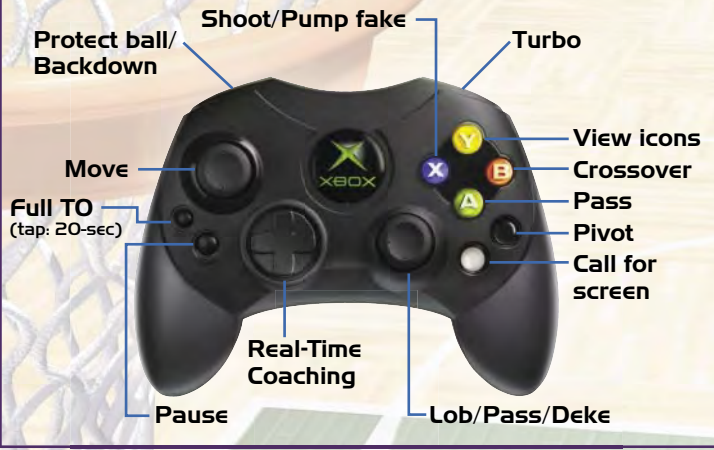 Shoot/Pump fake
Protect ball/
Backdown
Turbo
Y
View icons
X
B
Crossover
Move
XBOX
A
Pass
Full TO
(tap: 20-sec)
Pivot
Call for
screen
Real-Time
Coaching
Pause
Lob/Pass/Deke